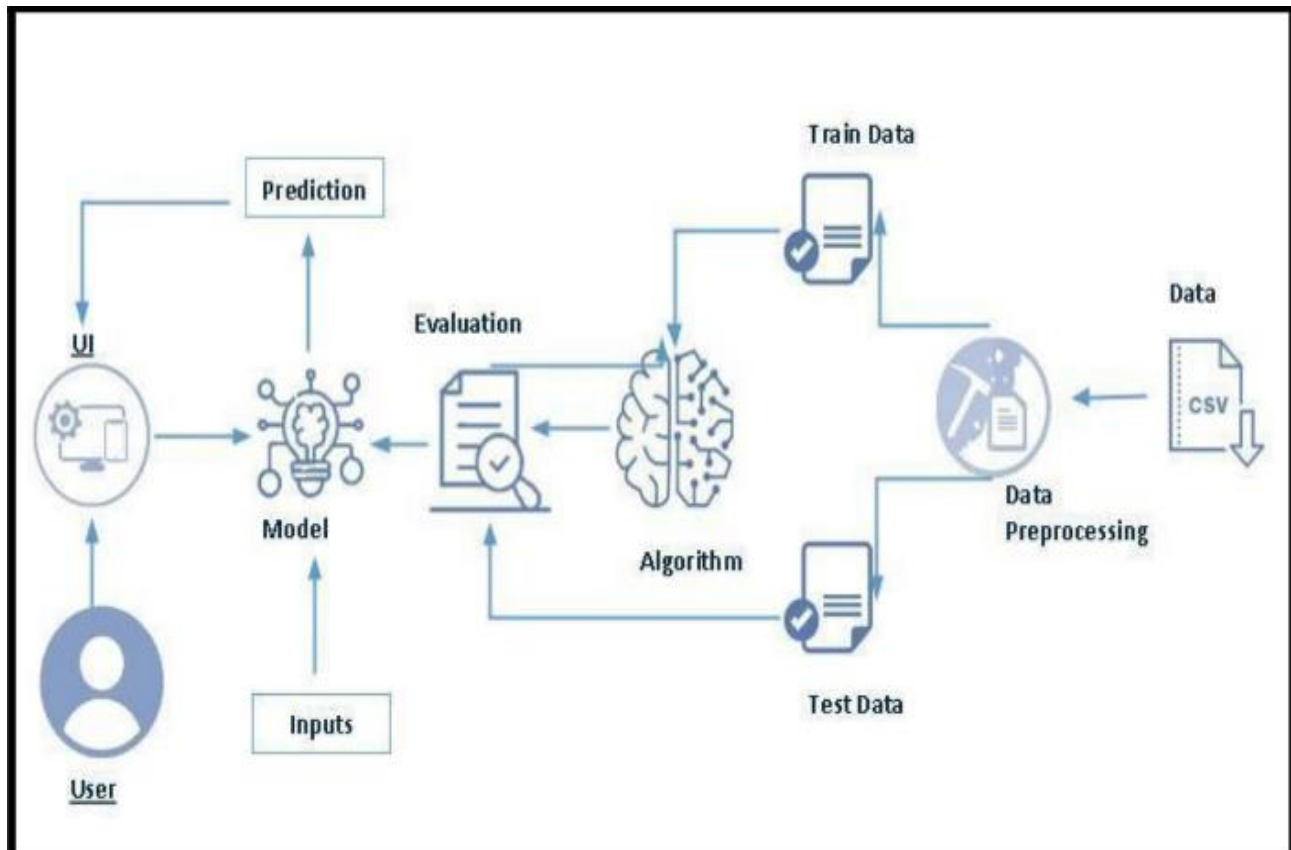 Train Data
Prediction
Data
Evaluation
UI
CSV
Data
Preprocessing
Model
Algorithm
Test Data
Inputs
User